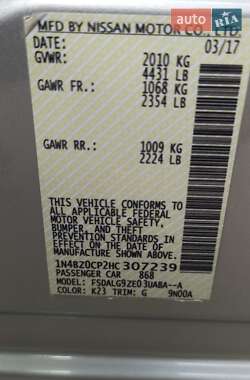 auto RIA
MFD BY NISSAN MOTOR CO., LTD.
DATE: 03/17
GVWR: 2010 KG
4431 LB
GAWR FR.: 1068 KG
2354 LB
GAWR RR.: 1009 KG
2224 LB
THIS VEHICLE CONFORMS TO
ALL APPLICABLE FEDERAL
MOTOR VEHICLE SAFETY,
BUMPER, AND THEFT
PREVENTION STANDARDS IN
EFFECT ON THE DATE OF
MANUFACTURE SHOWN ABOVE.
1N4BZ0CP2HC307239
PASSENGER CAR 868
MODEL: FSDALG9ZE03UABA--A
COLOR: K23 TRIM: G 9N00A